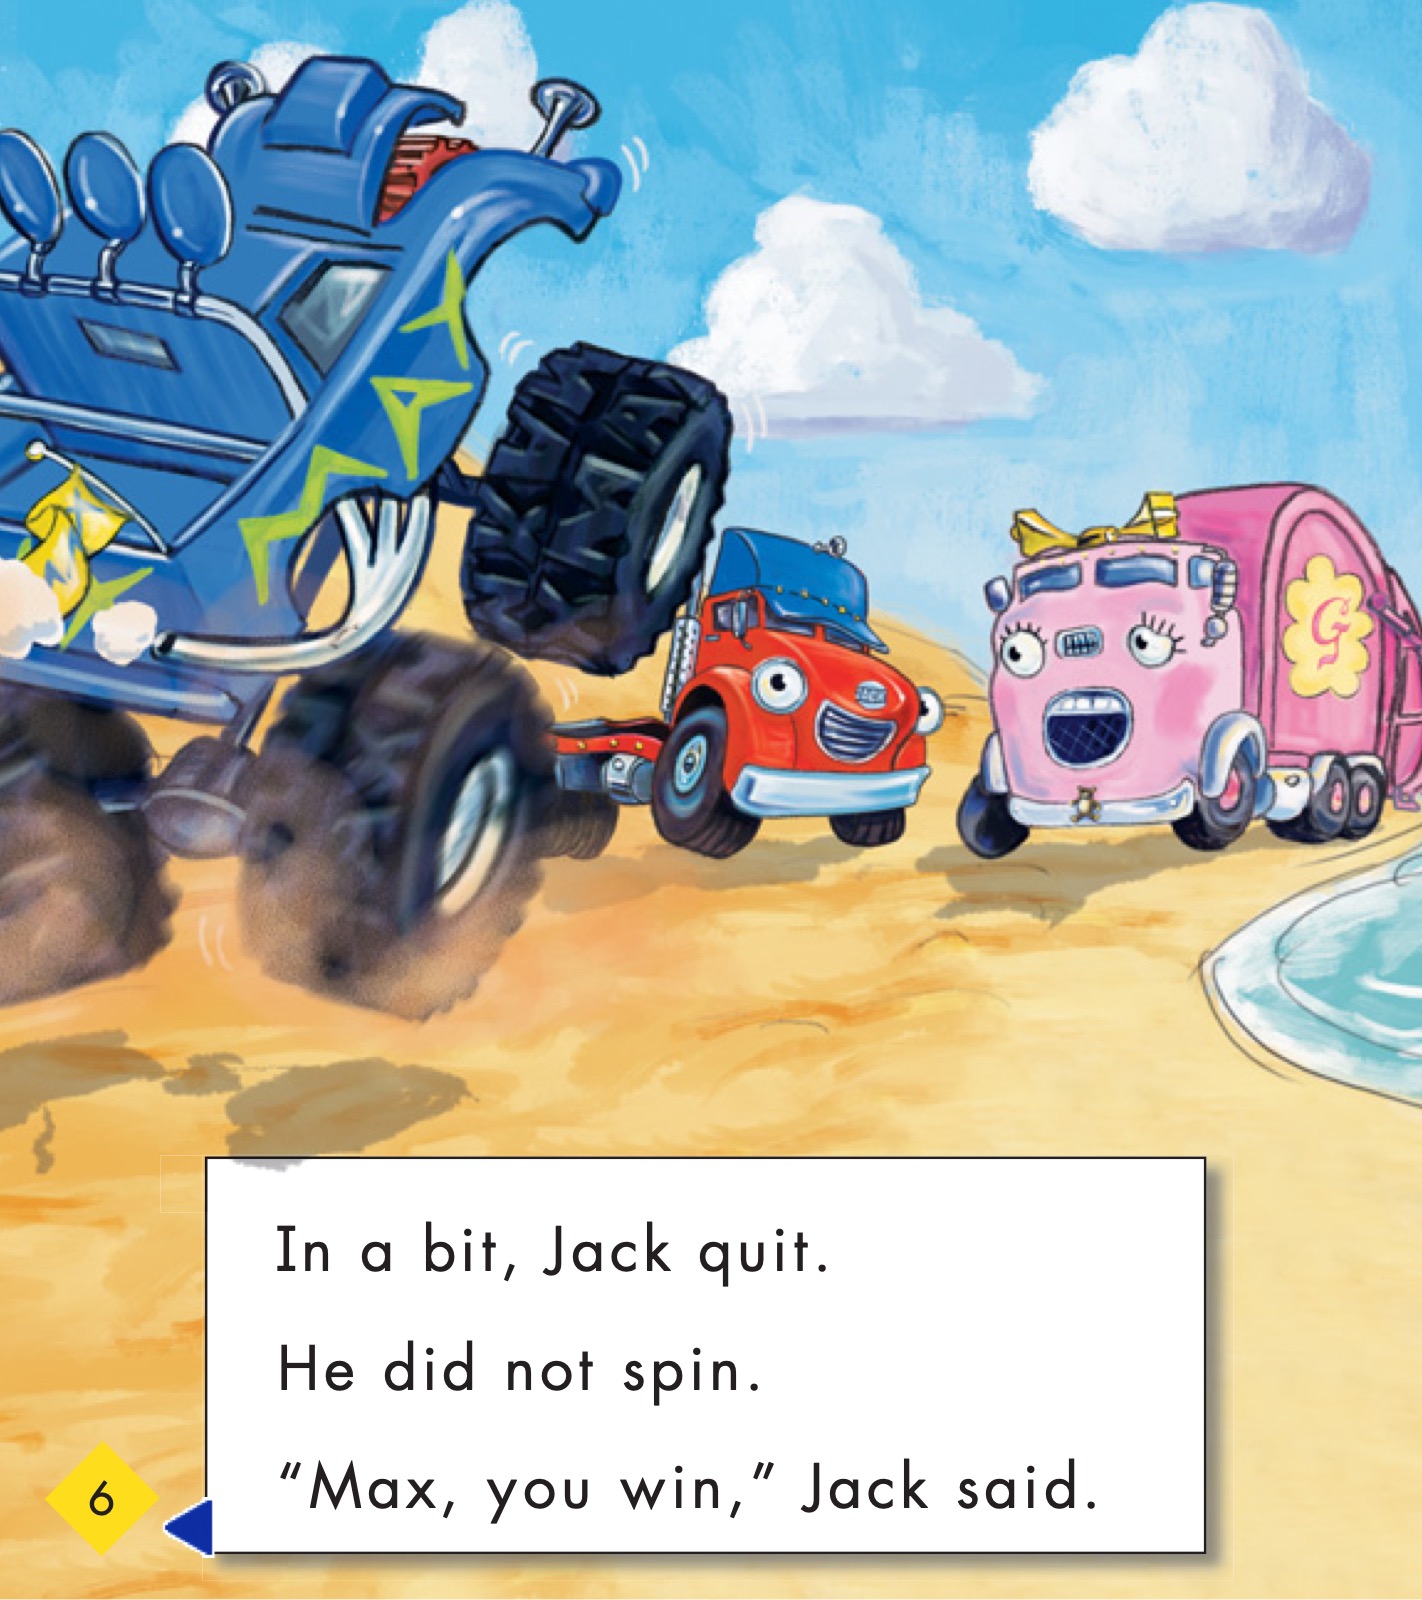 G
In a bit, Jack quit.
He did not spin.
“Max, you win,” Jack said.
6